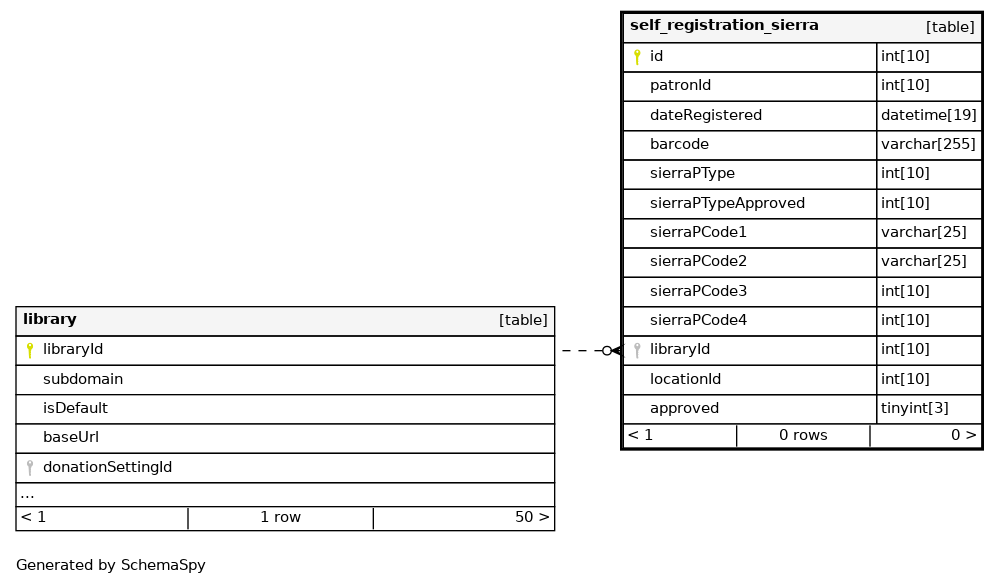 self_registration_sierra [table]
id int[10]
patronId int[10]
dateRegistered datetime[19]
barcode varchar[255]
sierraPType int[10]
sierraPTypeApproved int[10]
sierraPCode1 varchar[25]
sierraPCode2 varchar[25]
sierraPCode3 int[10]
sierraPCode4 int[10]
libraryId int[10]
locationId int[10]
approved tinyint[3]
< 1 0 rows 0 >
library [table]
libraryId
subdomain
isDefault
baseUrl
donationSettingId
...
< 1 1 row 50 >
Generated by SchemaSpy